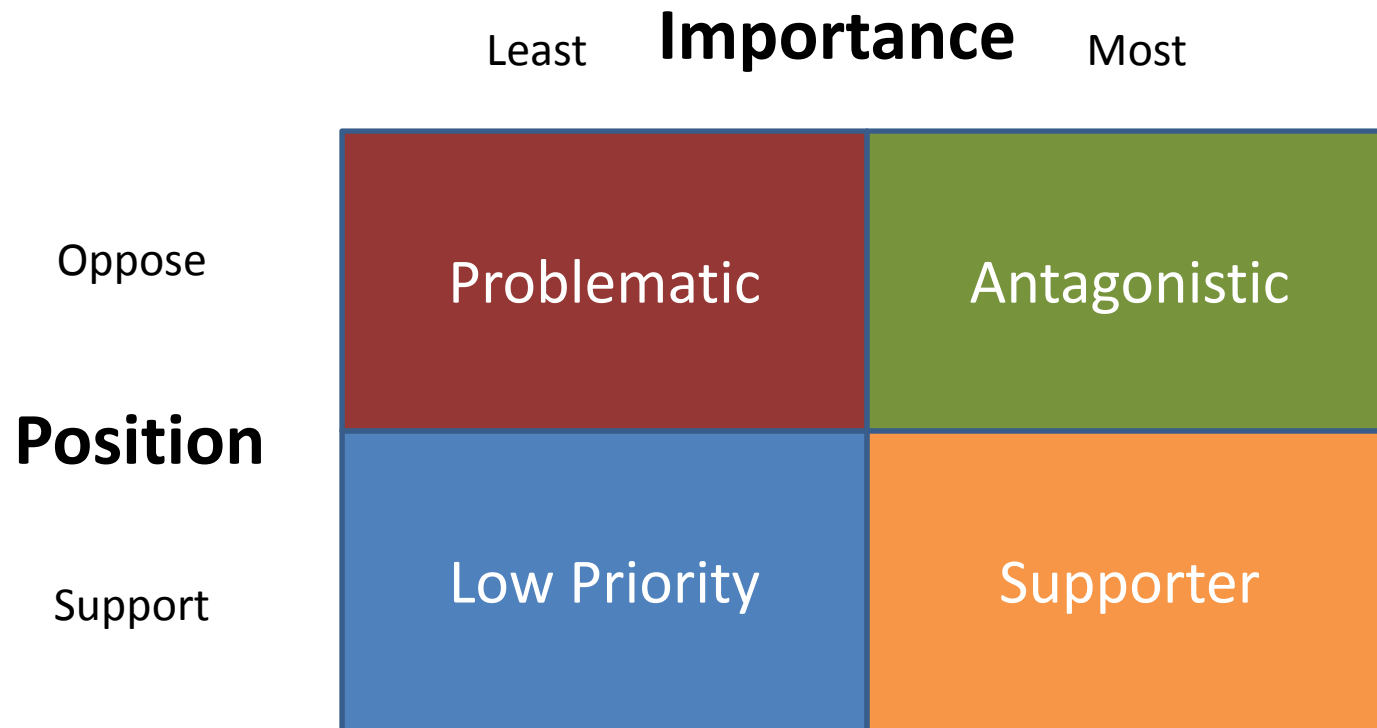 Least Importance Most
Oppose
Problematic Antagonistic
Position
Support
Low Priority Supporter